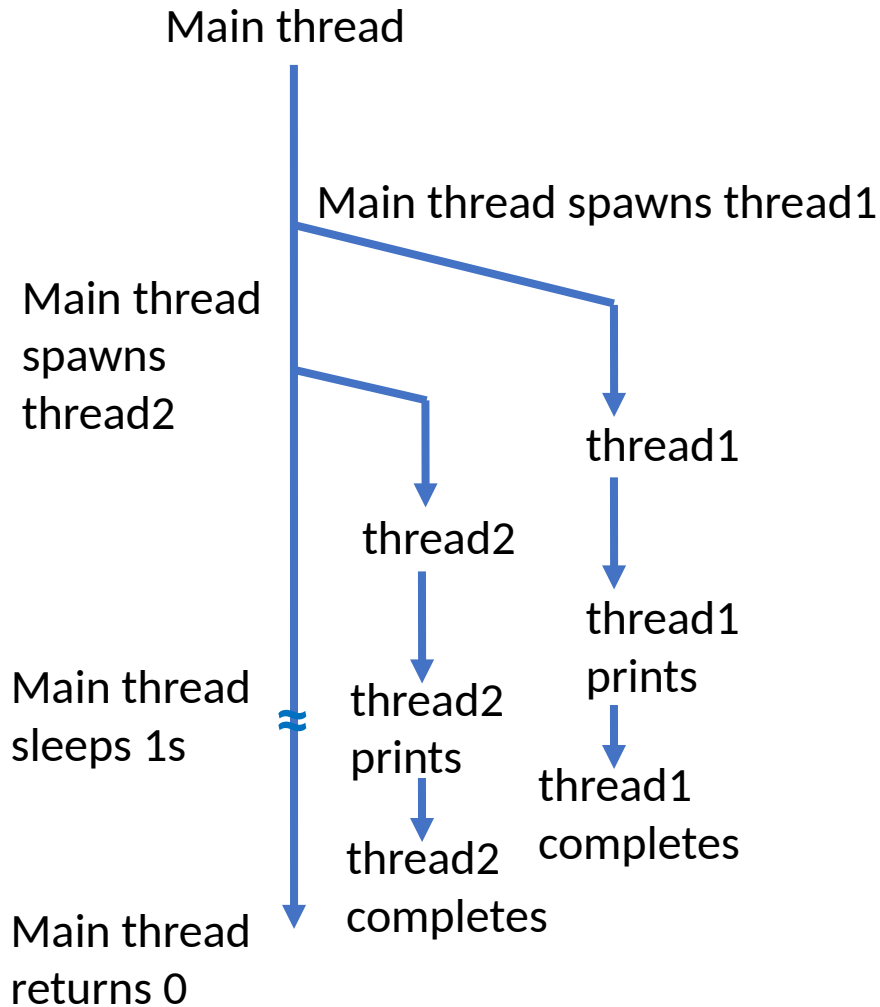 Main thread
Main thread spawns thread1
Main thread
spawns
thread2
thread1
thread2
thread1
prints
Main thread
sleeps 1s
thread2
prints
thread1
completes
thread2
completes
Main thread
returns 0